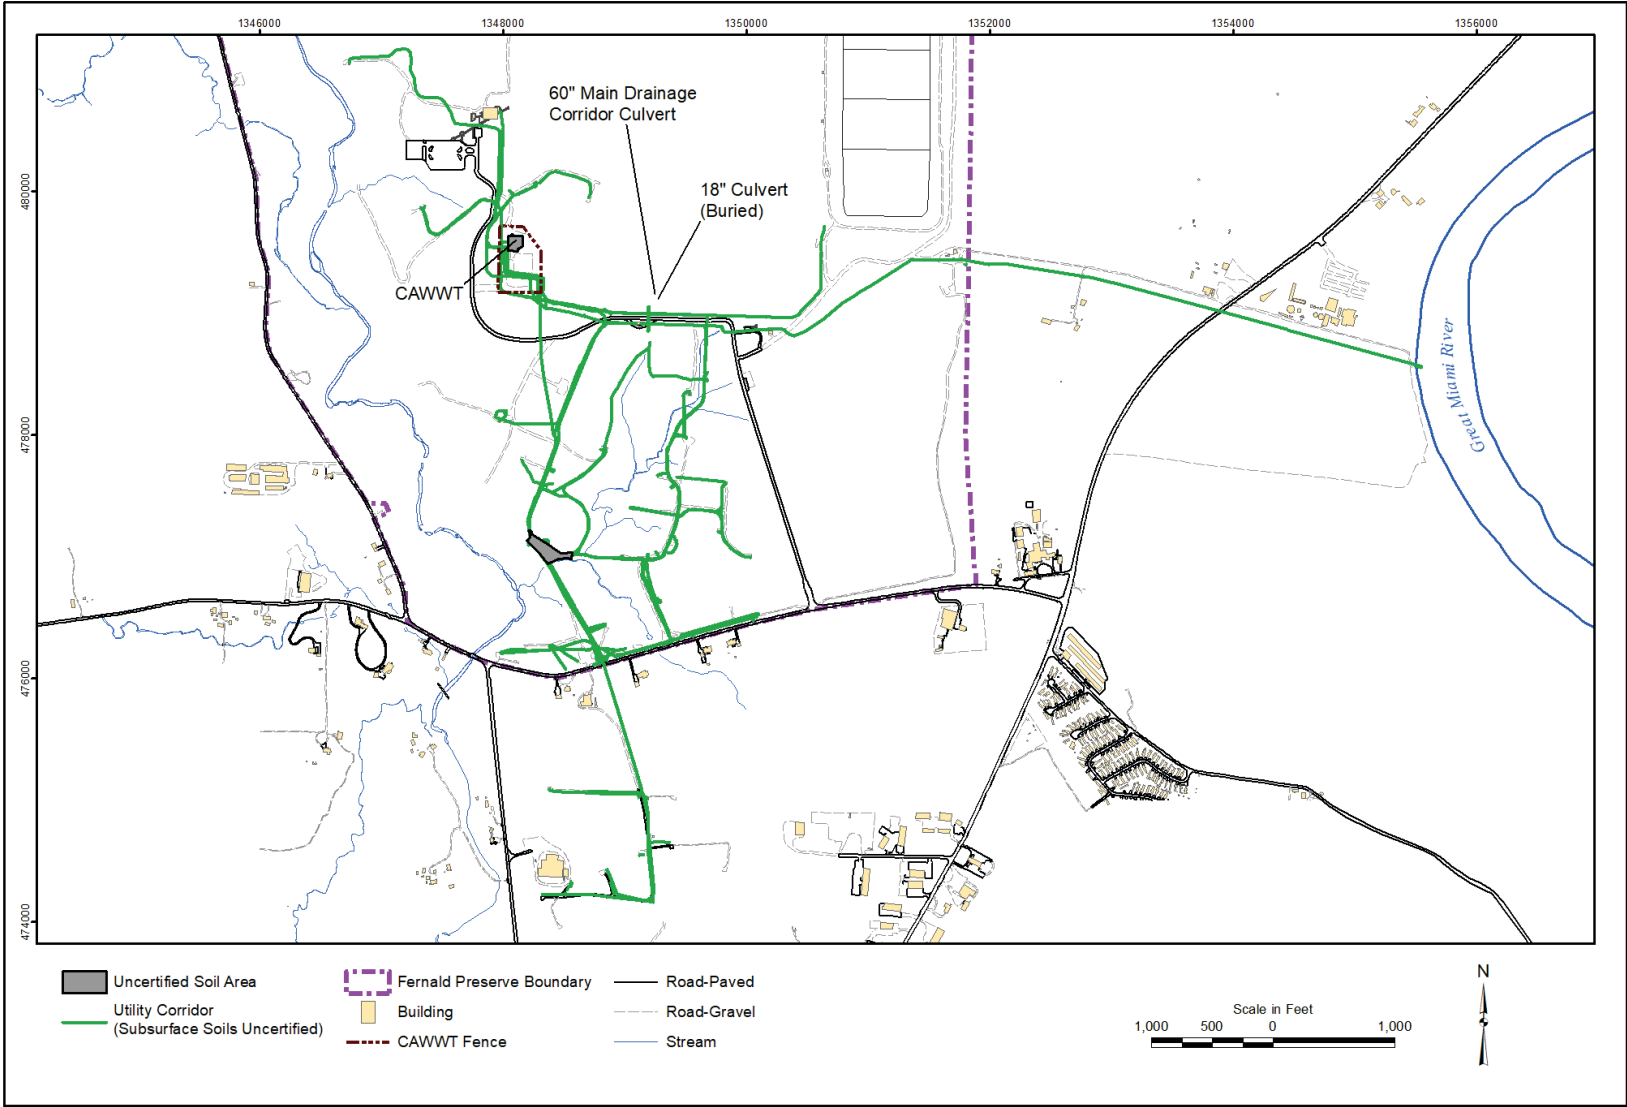 1346000
1348000
1350000
1352000
1354000
1356000
480000
478000
476000
474000
60" Main Drainage
Corridor Culvert
18" Culvert
(Buried)
CAWWT
Great Miami River
Uncertified Soil Area
Utility Corridor
(Subsurface Soils Uncertified)
Fernald Preserve Boundary
Building
CAWWT Fence
Road-Paved
Road-Gravel
Stream
Scale in Feet
1,000 500 0 1,000
N